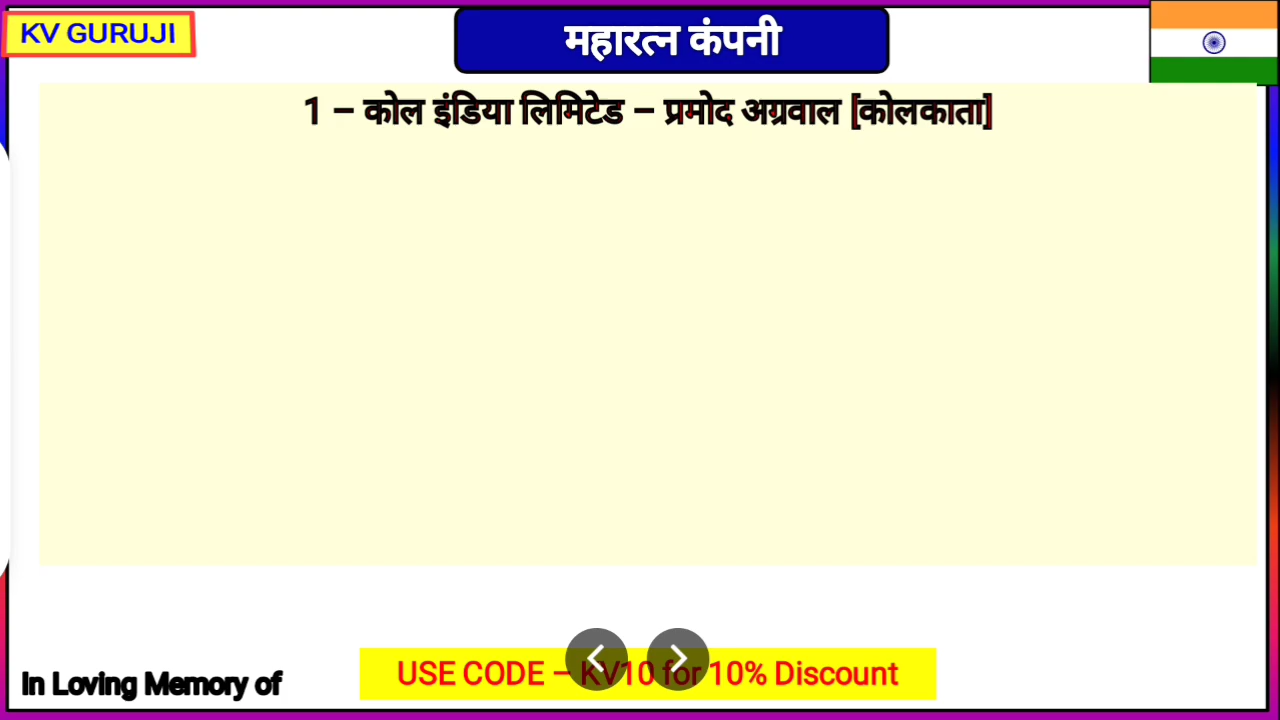 KV GURUJI
महारत्न कंपनी
1 – कोल इंडिया लिमिटेड – प्रमोद अग्रवाल [कोलकाता]
USE CODE – KV10 for 10% Discount
In Loving Memory of